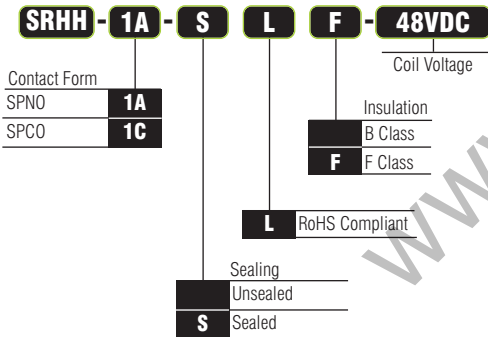 SRHH - 1A - S L F - 48VDC
Coil Voltage
Contact Form
SPNO 1A
SPCO 1C
Insulation
B Class
F F Class
L RoHS Compliant
Sealing
Unsealed
S Sealed